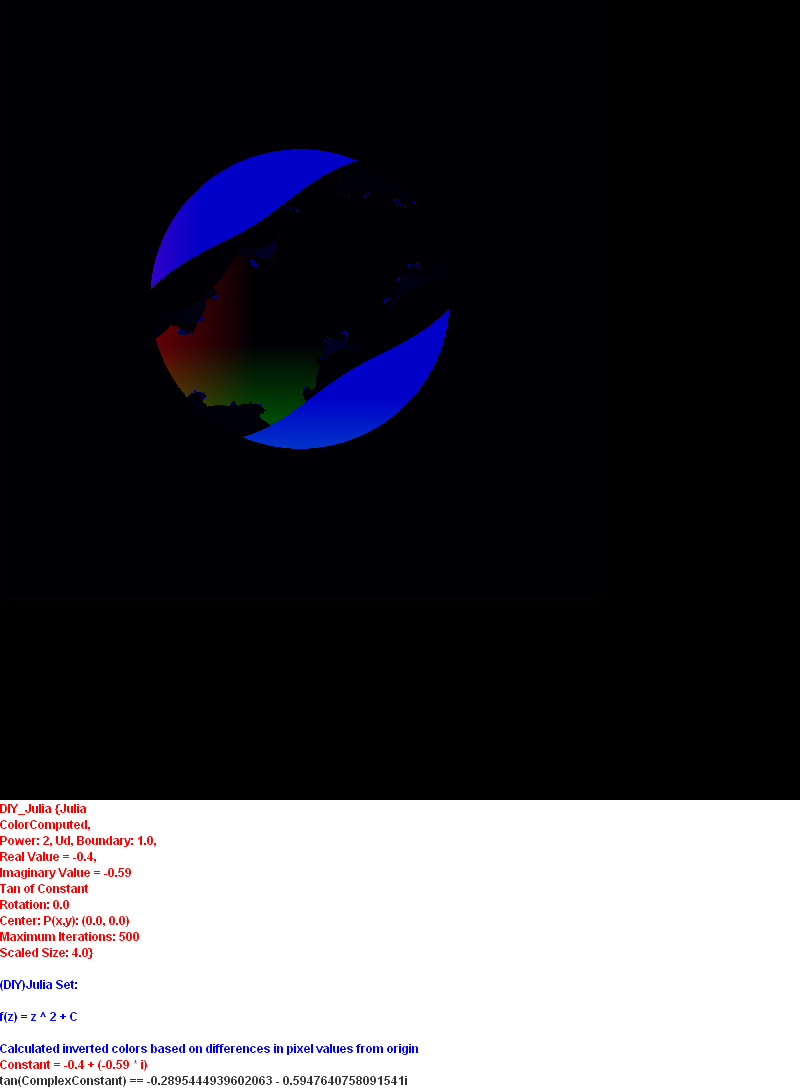 DIY_Julia {Julia
ColorComputed,
Power: 2, Ud, Boundary: 1.0,
Real Value = -0.4,
Imaginary Value = -0.59
Tan of Constant
Rotation: 0.0
Center: P(x,y): (0.0, 0.0)
Maximum Iterations: 500
Scaled Size: 4.0}
(DIY)Julia Set:
f(z) = z ^ 2 + C
Calculated inverted colors based on differences in pixel values from origin
Constant = -0.4 + (-0.59 * i)
tan(ComplexConstant) == -0.2895444939602063 - 0.5947640758091541i